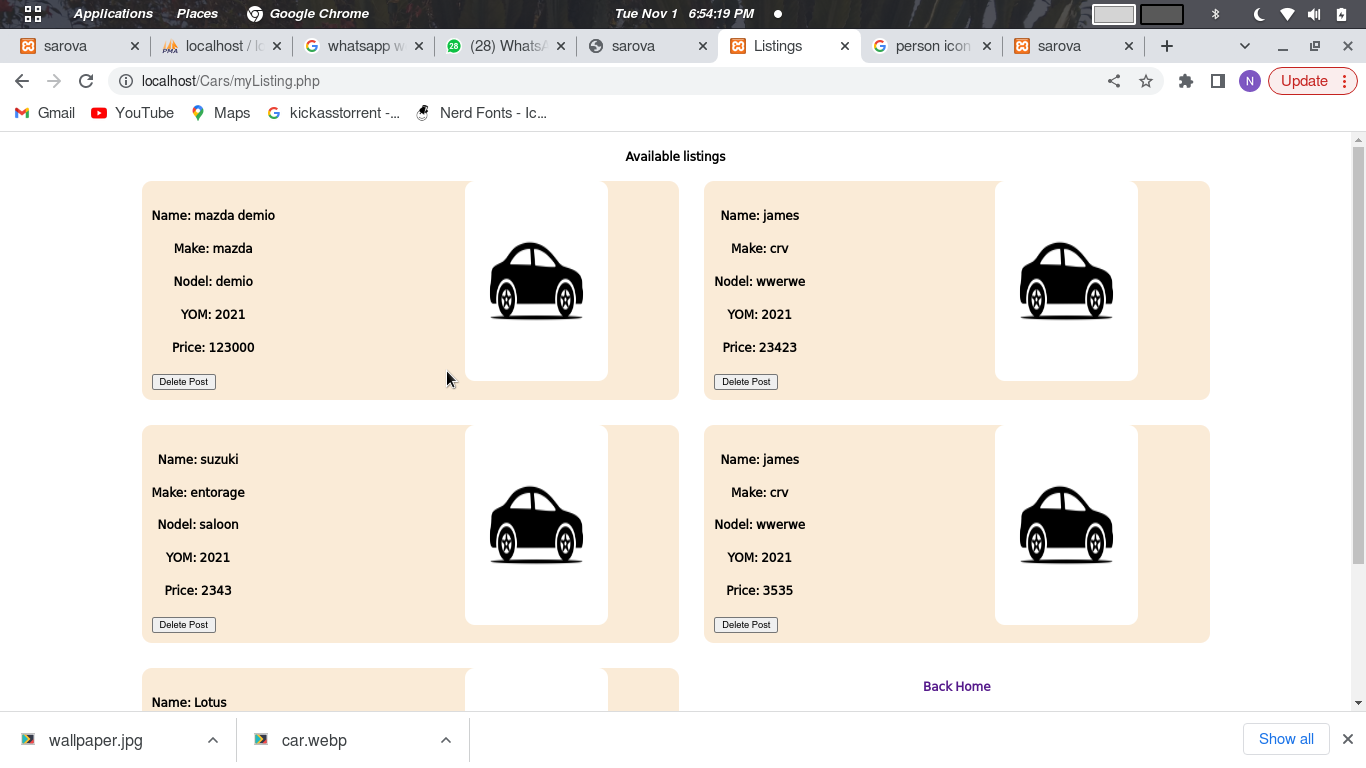 Applications Places Google Chrome Tue Nov 1 6:54:19 PM
sarova localhost / lo whatsapp w (28) WhatsA sarova Listings person icon sarova
localhost/Cars/myListing.php N Update
Gmail YouTube Maps kickasstorrent -... Nerd Fonts - Ic...
Available listings
Name: mazda demio
Make: mazda
Nodel: demio
YOM: 2021
Price: 123000
Delete Post
Name: james
Make: crv
Nodel: wwerwe
YOM: 2021
Price: 23423
Delete Post
Name: suzuki
Make: entorage
Nodel: saloon
YOM: 2021
Price: 2343
Delete Post
Name: james
Make: crv
Nodel: wwerwe
YOM: 2021
Price: 3535
Delete Post
Name: Lotus
Back Home
wallpaper.jpg car.webp Show all